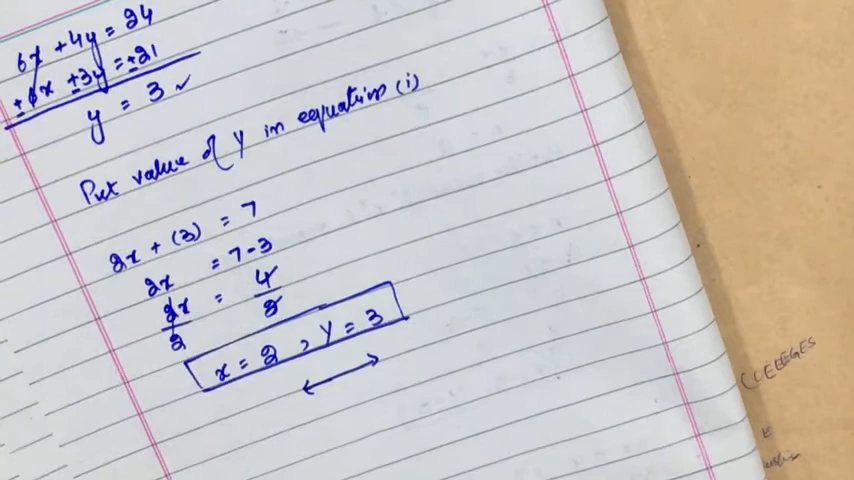 6x + 4y = 24
±6x ±3y = ±21
y = 3 ✓
Put value of Y in equation (i)
2x + (3) = 7
2x = 7-3
2x/2 = 4/2
x = 2 , Y = 3